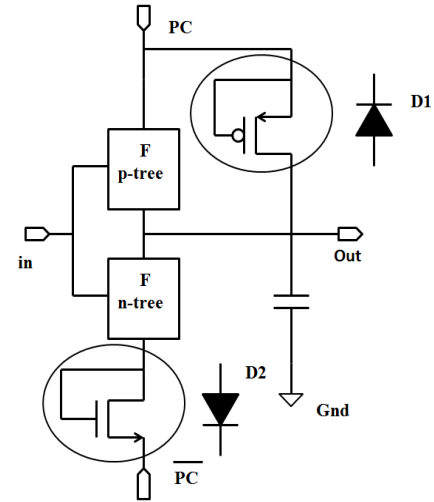 PC
D1
F
p-tree
in
Out
F
n-tree
D2
Gnd
PC